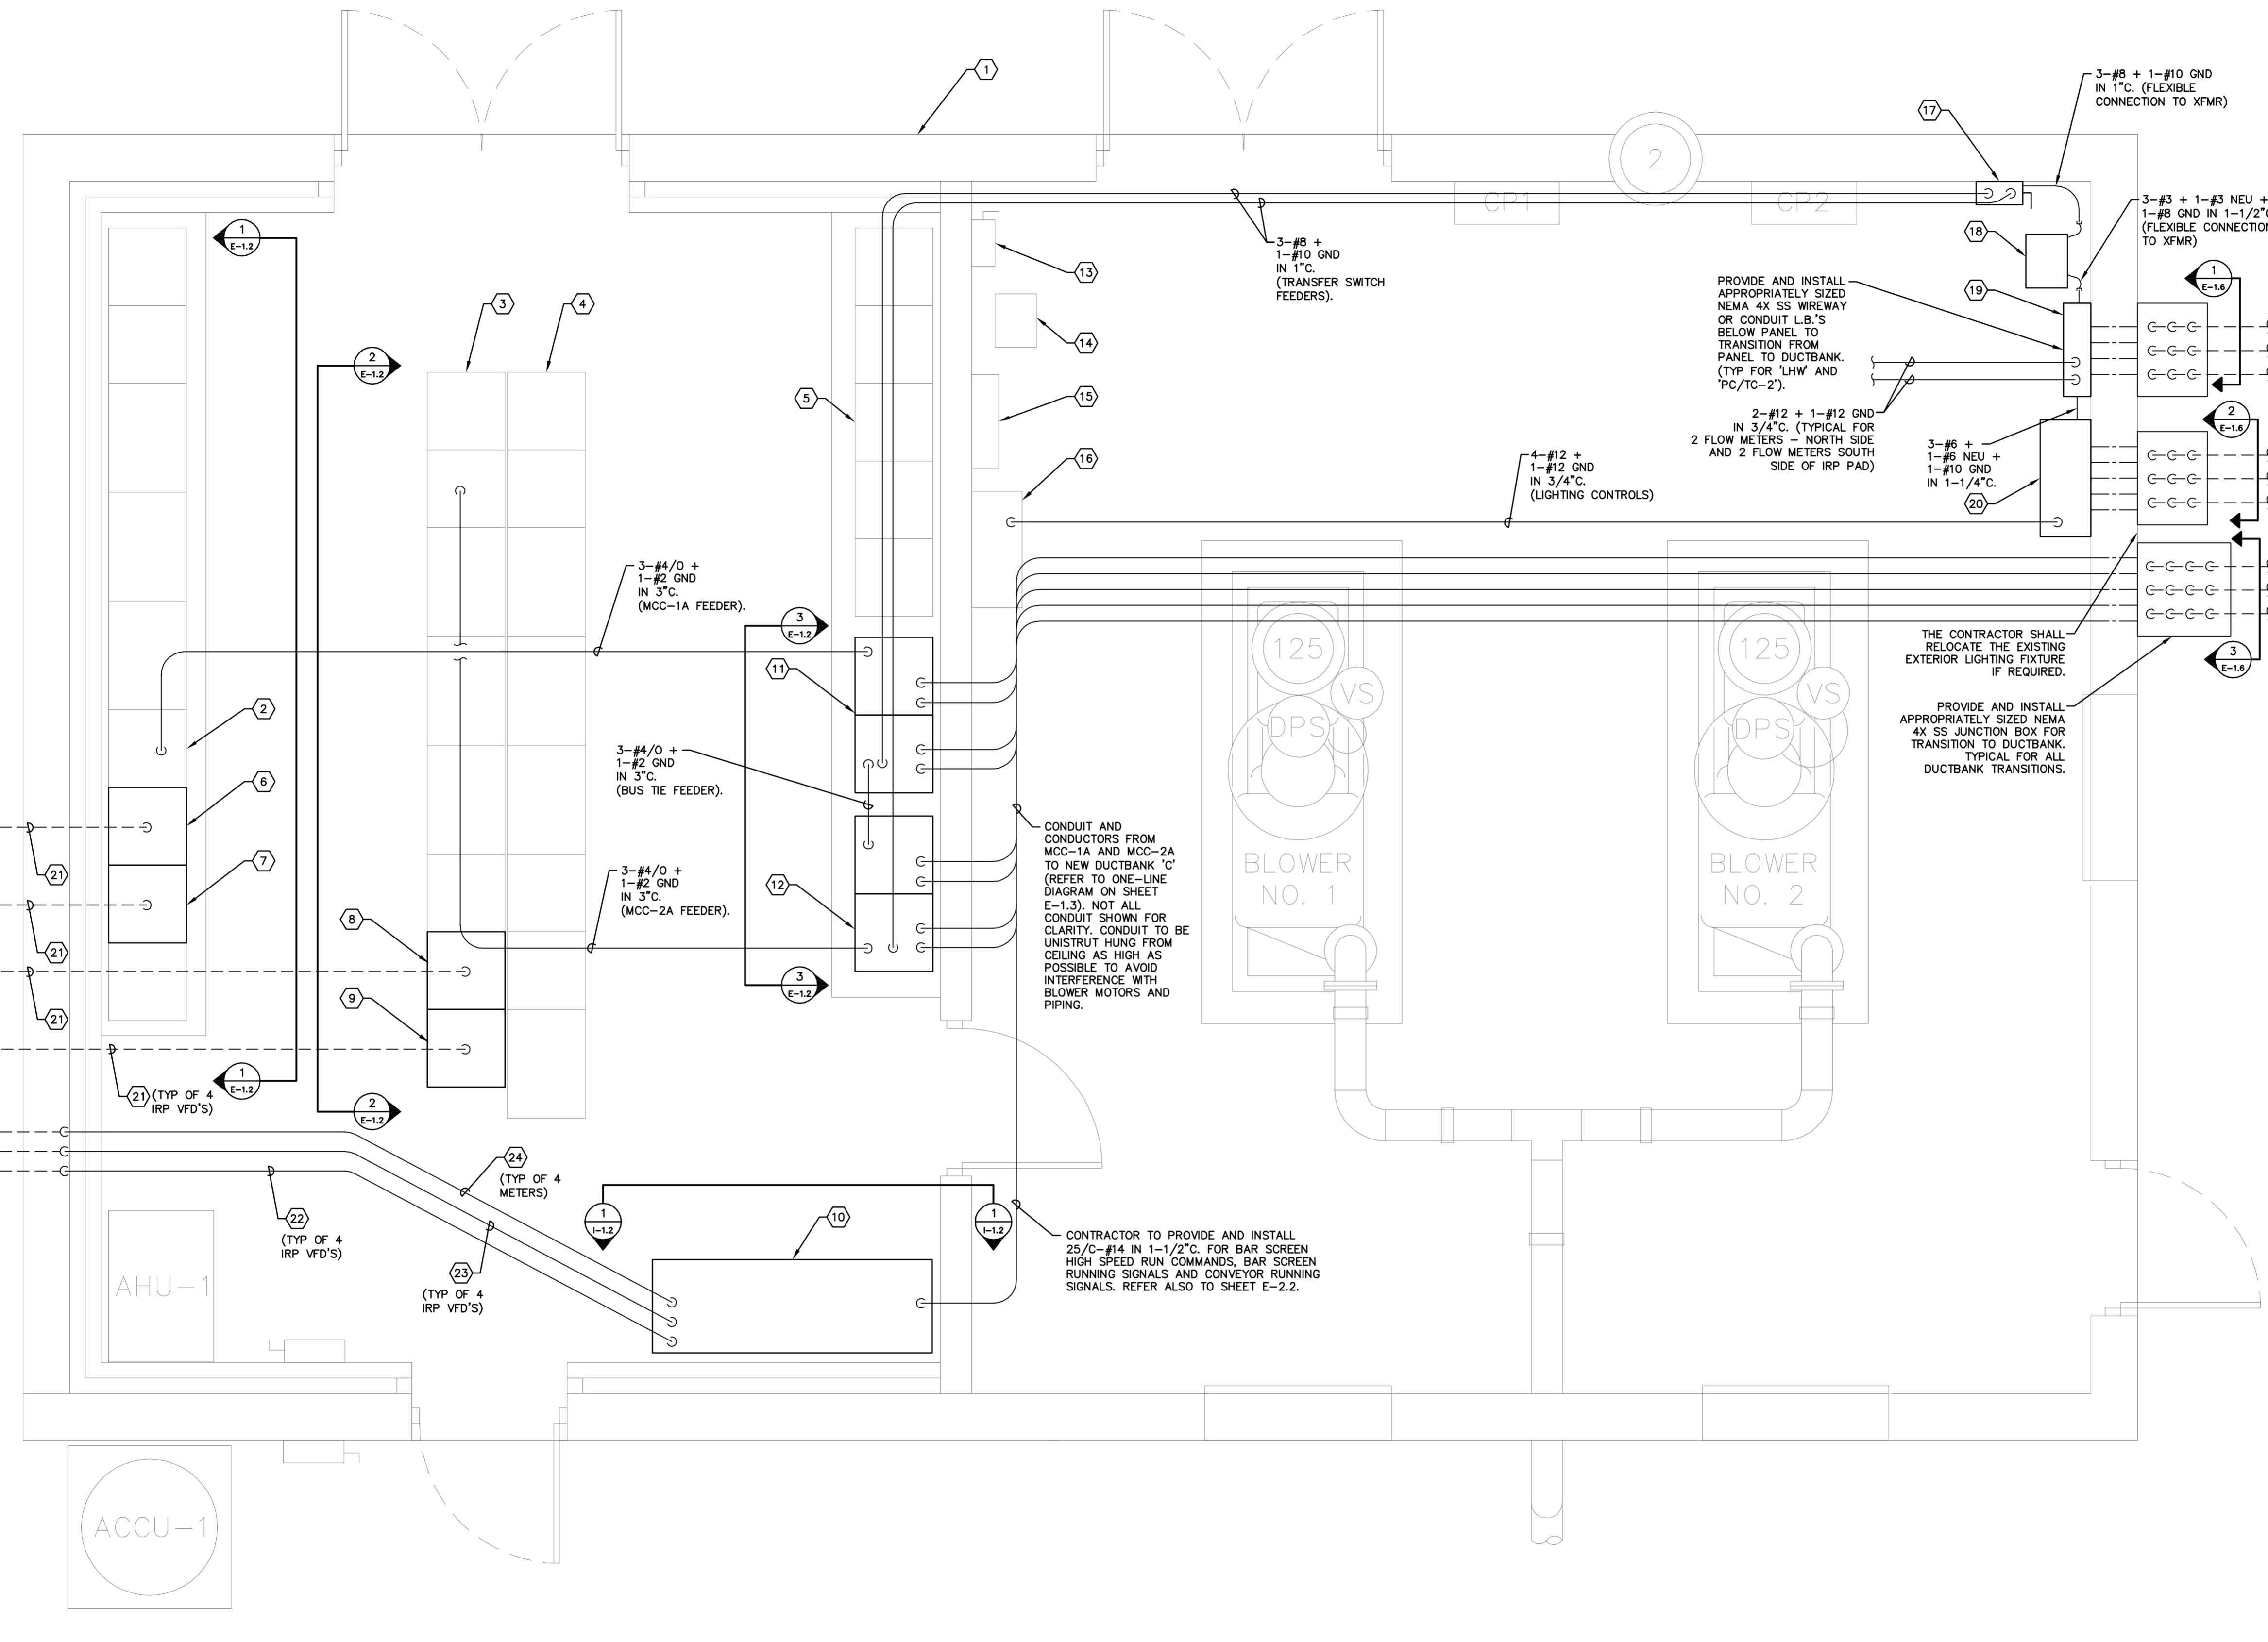 1
17
3-#8 + 1-#10 GND
IN 1"C. (FLEXIBLE
CONNECTION TO XFMR)
2
CP1
CP2
3-#3 + 1-#3 NEU +
1-#8 GND IN 1-1/2"
(FLEXIBLE CONNECTION
TO XFMR)
1
E-1.2
3-#8 +
1-#10 GND
IN 1"C.
(TRANSFER SWITCH
FEEDERS).
13
18
1
E-1.6
PROVIDE AND INSTALL
APPROPRIATELY SIZED
NEMA 4X SS WIREWAY
OR CONDUIT L.B.'S
BELOW PANEL TO
TRANSITION FROM
PANEL TO DUCTBANK.
(TYP FOR 'LHW' AND
'PC/TC-2').
19
3
4
14
2
E-1.2
5
15
2-#12 + 1-#12 GND
IN 3/4"C. (TYPICAL FOR
2 FLOW METERS - NORTH SIDE
AND 2 FLOW METERS SOUTH
SIDE OF IRP PAD)
2
E-1.6
3-#6 +
1-#6 NEU +
1-#10 GND
IN 1-1/4"C.
20
16
4-#12 +
1-#12 GND
IN 3/4"C.
(LIGHTING CONTROLS)
3-#4/0 +
1-#2 GND
IN 3"C.
(MCC-1A FEEDER).
3
E-1.2
11
125
VS
DPS
BLOWER
NO. 1
125
VS
DPS
BLOWER
NO. 2
THE CONTRACTOR SHALL
RELOCATE THE EXISTING
EXTERIOR LIGHTING FIXTURE
IF REQUIRED.
3
E-1.6
PROVIDE AND INSTALL
APPROPRIATELY SIZED NEMA
4X SS JUNCTION BOX FOR
TRANSITION TO DUCTBANK.
TYPICAL FOR ALL
DUCTBANK TRANSITIONS.
2
3-#4/0 +
1-#2 GND
IN 3"C.
(BUS TIE FEEDER).
6
7
21
21
21
CONDUIT AND
CONDUCTORS FROM
MCC-1A AND MCC-2A
TO NEW DUCTBANK 'C'
(REFER TO ONE-LINE
DIAGRAM ON SHEET
E-1.3). NOT ALL
CONDUIT SHOWN FOR
CLARITY. CONDUIT TO BE
UNISTRUT HUNG FROM
CEILING AS HIGH AS
POSSIBLE TO AVOID
INTERFERENCE WITH
BLOWER MOTORS AND
PIPING.
3-#4/0 +
1-#2 GND
IN 3"C.
(MCC-2A FEEDER).
12
8
9
3
E-1.2
21
(TYP OF 4
IRP VFD'S)
1
E-1.2
2
E-1.2
24
(TYP OF 4
METERS)
22
(TYP OF 4
IRP VFD'S)
23
(TYP OF 4
IRP VFD'S)
1
I-1.2
10
1
I-1.2
CONTRACTOR TO PROVIDE AND INSTALL
25/C-#14 IN 1-1/2"C. FOR BAR SCREEN
HIGH SPEED RUN COMMANDS, BAR SCREEN
RUNNING SIGNALS AND CONVEYOR RUNNING
SIGNALS. REFER ALSO TO SHEET E-2.2.
AHU-1
ACCU-1